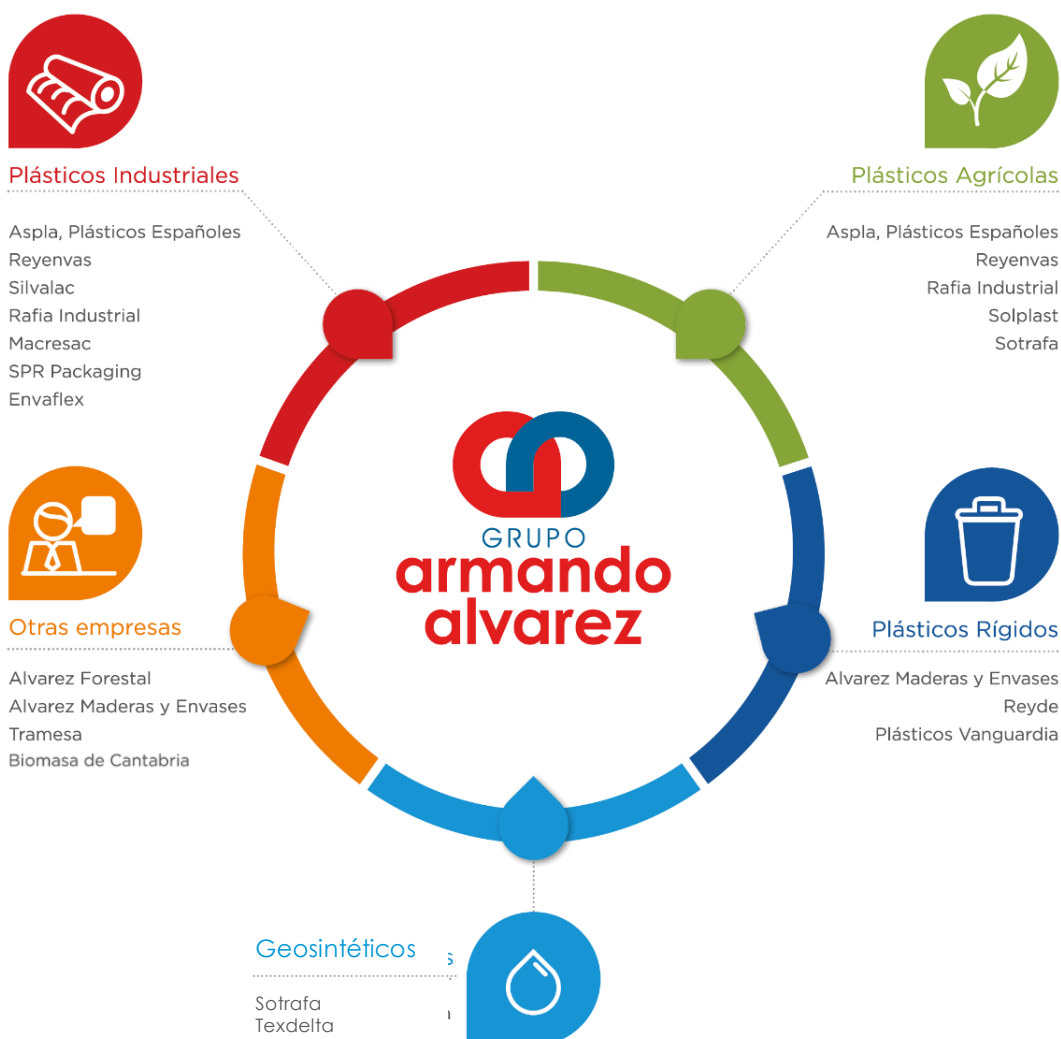 Plásticos Industriales
Aspla, Plásticos Españoles
Reyenvas
Silvalac
Rafia Industrial
Macresac
SPR Packaging
Envaflex
Plásticos Agrícolas
Aspla, Plásticos Españoles
Reyenvas
Rafia Industrial
Solplast
Sotrafa
GRUPO
armando
alvarez
Otras empresas
Alvarez Forestal
Alvarez Maderas y Envases
Tramesa
Biomasa de Cantabria
Plásticos Rígidos
Alvarez Maderas y Envases
Reyde
Plásticos Vanguardia
Geosintéticos
Sotrafa
Texdelta